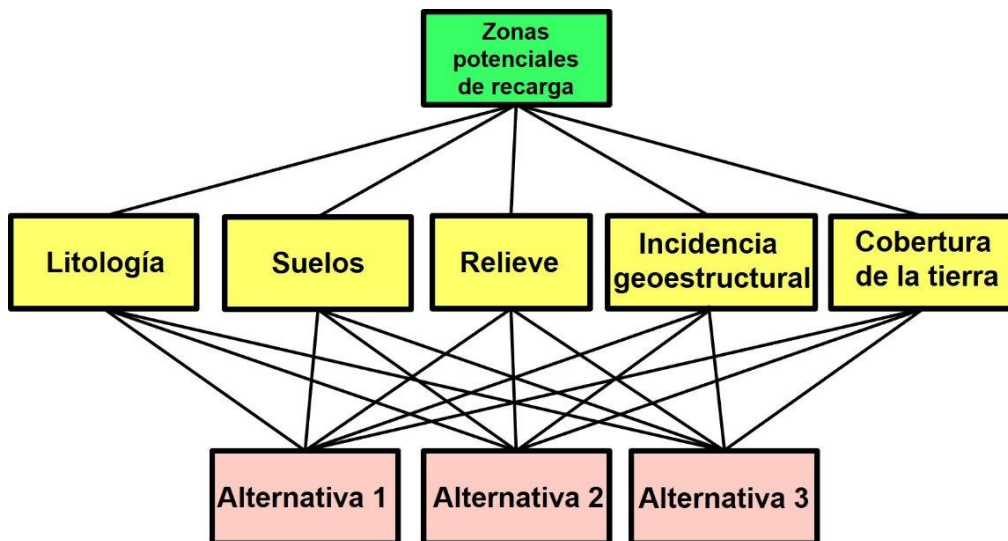 Zonas
potenciales
de recarga
Litología
Suelos
Relieve
Incidencia
geoestructural
Cobertura
de la tierra
Alternativa 1
Alternativa 2
Alternativa 3